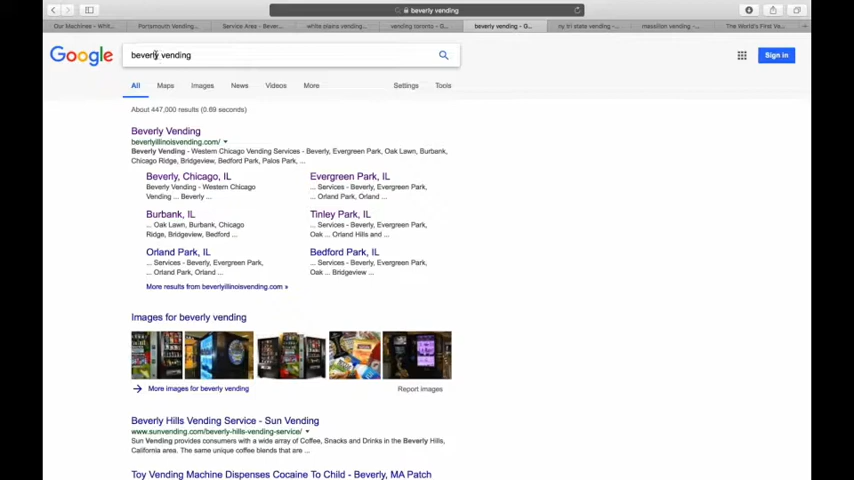 beverly vending
Our Machines - Whit...
Portsmouth Vending...
Service Area - Bever...
white plains vending...
vending toronto - G...
beverly vending - G...
ny tri state vending -...
massilon vending -...
The World's First Ve...
Google
beverly vending
Sign in
All
Maps
Images
News
Videos
More
Settings
Tools
About 447,000 results (0.69 seconds)
Beverly Vending
beverlyillinoisvending.com/
Beverly Vending - Western Chicago Vending Services - Beverly, Evergreen Park, Oak Lawn, Burbank,
Chicago Ridge, Bridgeview, Bedford Park, Palos Park, ...
Beverly, Chicago, IL
Beverly Vending - Western Chicago
Vending ... Beverly ...
Evergreen Park, IL
... Services - Beverly, Evergreen Park,
... Orland Park, Orland ...
Burbank, IL
... Oak Lawn, Burbank, Chicago
Ridge, Bridgeview, Bedford ...
Tinley Park, IL
... Services - Beverly, Evergreen Park,
Oak ... Orland Hills and ...
Orland Park, IL
... Services - Beverly, Evergreen Park,
... Orland Park, Orland ...
Bedford Park, IL
... Services - Beverly, Evergreen Park,
Oak ... Bridgeview ...
More results from beverlyillinoisvending.com »
Images for beverly vending
More images for beverly vending
Report images
Beverly Hills Vending Service - Sun Vending
www.sunvending.com/beverly-hills-vending-service/
Sun Vending provides consumers with a wide array of Coffee, Snacks and Drinks in the Beverly Hills,
California area. The same unique coffee blends that are ...
Toy Vending Machine Dispenses Cocaine To Child - Beverly, MA Patch